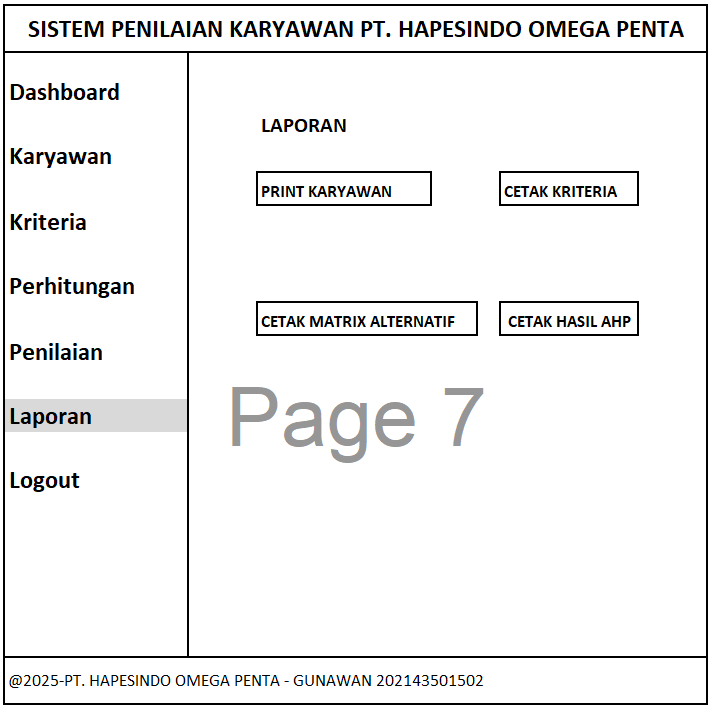 SISTEM PENILAIAN KARYAWAN PT. HAPESINDO OMEGA PENTA
Dashboard
Karyawan
Kriteria
Perhitungan
Penilaian
Laporan
Logout
LAPORAN
PRINT KARYAWAN
CETAK KRITERIA
CETAK MATRIX ALTERNATIF
CETAK HASIL AHP
Page 7
@2025-PT. HAPESINDO OMEGA PENTA - GUNAWAN 202143501502